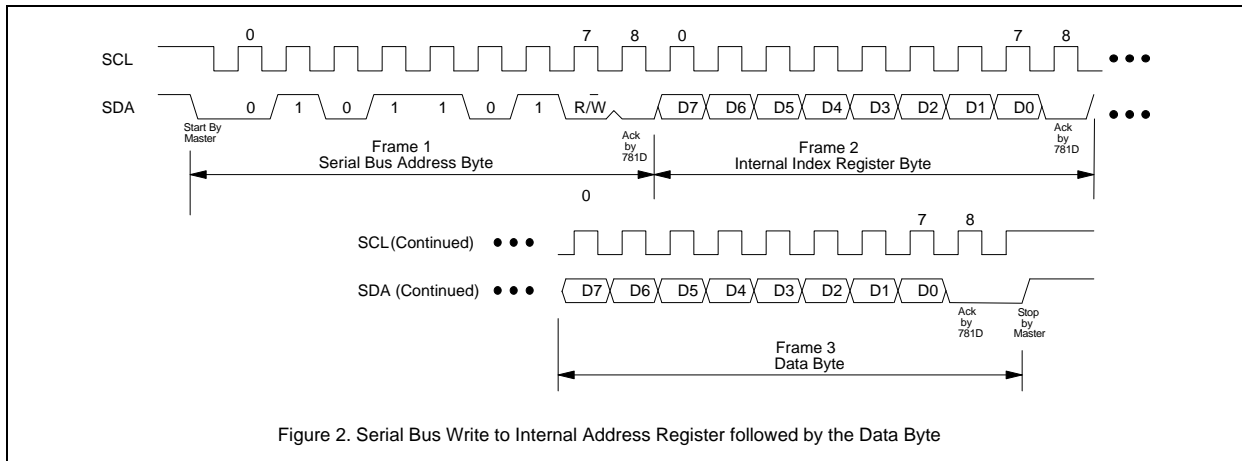 0 7 8 0 7 8
SCL
SDA
0 1 0 1 1 0 1 R/W D7 D6 D5 D4 D3 D2 D1 D0
Start By
Master
Ack
by
781D
Ack
by
781D
Frame 1
Serial Bus Address Byte
Frame 2
Internal Index Register Byte
0
7 8
SCL (Continued)
SDA (Continued)
D7 D6 D5 D4 D3 D2 D1 D0
Ack
by
781D
Stop
by
Master
Frame 3
Data Byte
Figure 2. Serial Bus Write to Internal Address Register followed by the Data Byte